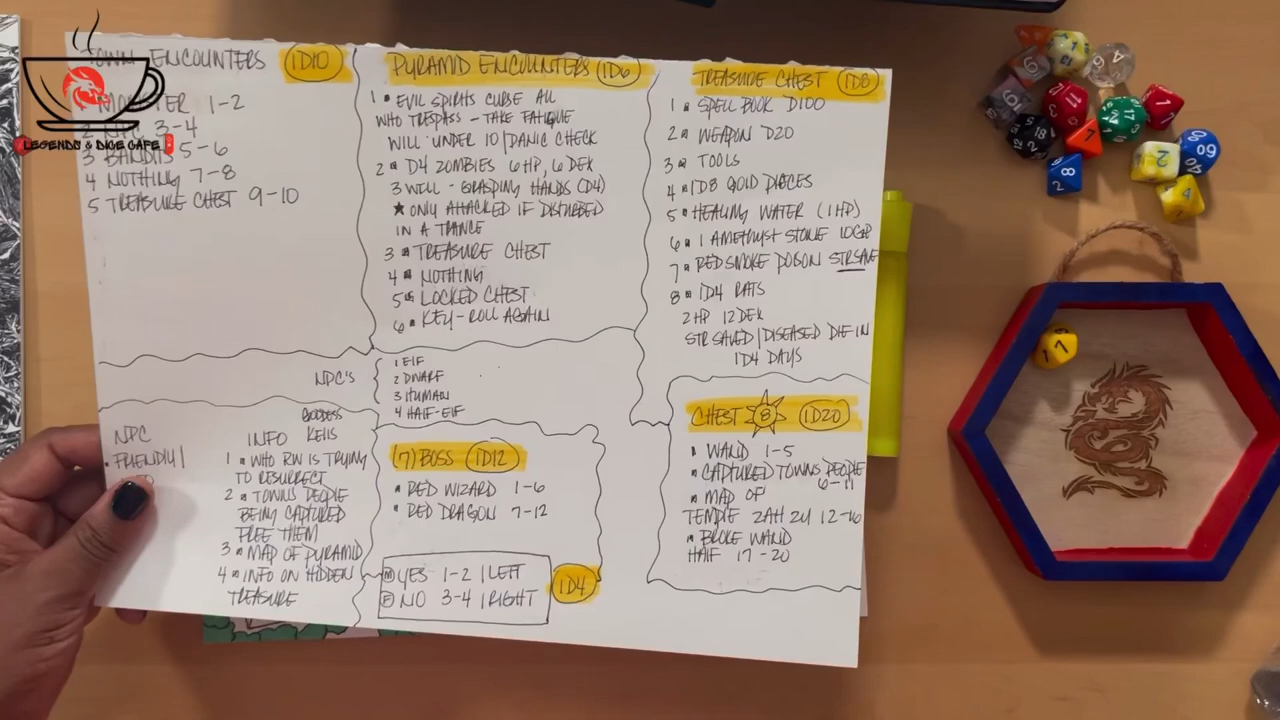 LEGENDS & DICE CAFE
TOWN ENCOUNTERS 1D10
1 MONSTER 1-2
2 NPC 3-4
3 BANDITS 5-6
4 NOTHING 7-8
5 TREASURE CHEST 9-10
PYRAMID ENCOUNTERS 1D6
1 EVIL SPIRITS CURSE ALL
WHO TRESPASS - TAKE FATIGUE
WILL UNDER 10 | PANIC CHECK
2 D4 ZOMBIES 6HP, 6 DEX
3 WILL - GRASPING HANDS (D4)
★ ONLY ATTACKED IF DISTURBED
IN A TRANCE
3 TREASURE CHEST
4 NOTHING
5 LOCKED CHEST
6 KEY - ROLL AGAIN
TREASURE CHEST 1D8
1 SPELL BOOK D100
2 WEAPON D20
3 TOOLS
4 1D8 GOLD PIECES
5 HEALING WATER (1HP)
6 1 AMETHYST STONE 10GP
7 RED SMOKE POISON STR SAVE
8 1D4 RATS
2HP 12 DEX
STR SAVED | DISEASED DIE IN
1D4 DAYS
NPC'S
1 ELF
2 DWARF
3 HUMAN
4 HALF-ELF
NPC
FRIENDLY |
GODDESS
INFO KELIS
1 WHO RW IS TRYING
TO RESURRECT
2 TOWNS PEOPLE
BEING CAPTURED
FREE THEM
3 MAP OF PYRAMID
4 INFO ON HIDDEN
TREASURE
(7) BOSS 1D12
RED WIZARD 1-6
RED DRAGON 7-12
M YES 1-2 | LEFT
F NO 3-4 | RIGHT
1D4
CHEST 8 1D20
WAND 1-5
CAPTURED TOWNS PEOPLE
6-11
MAP OF
TEMPLE ZAH ZU 12-16
BROKE WAND
HALF 17-20